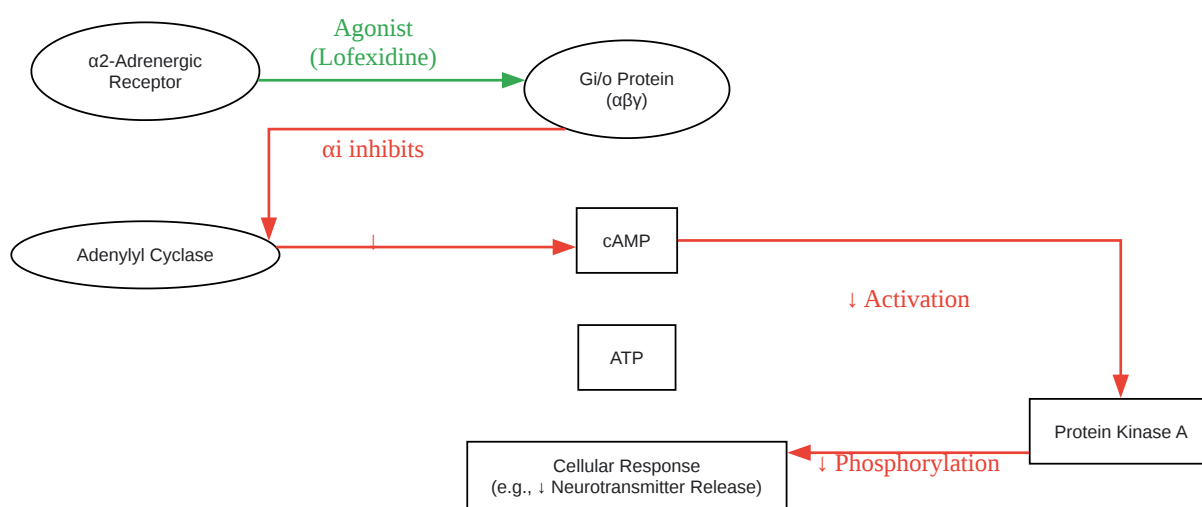 α2-Adrenergic
Receptor
Agonist
(Lofexidine)
Gi/o Protein
(αβγ)
αi inhibits
Adenylyl Cyclase
↓
cAMP
↓ Activation
ATP
Protein Kinase A
↓ Phosphorylation
Cellular Response
(e.g., ↓ Neurotransmitter Release)